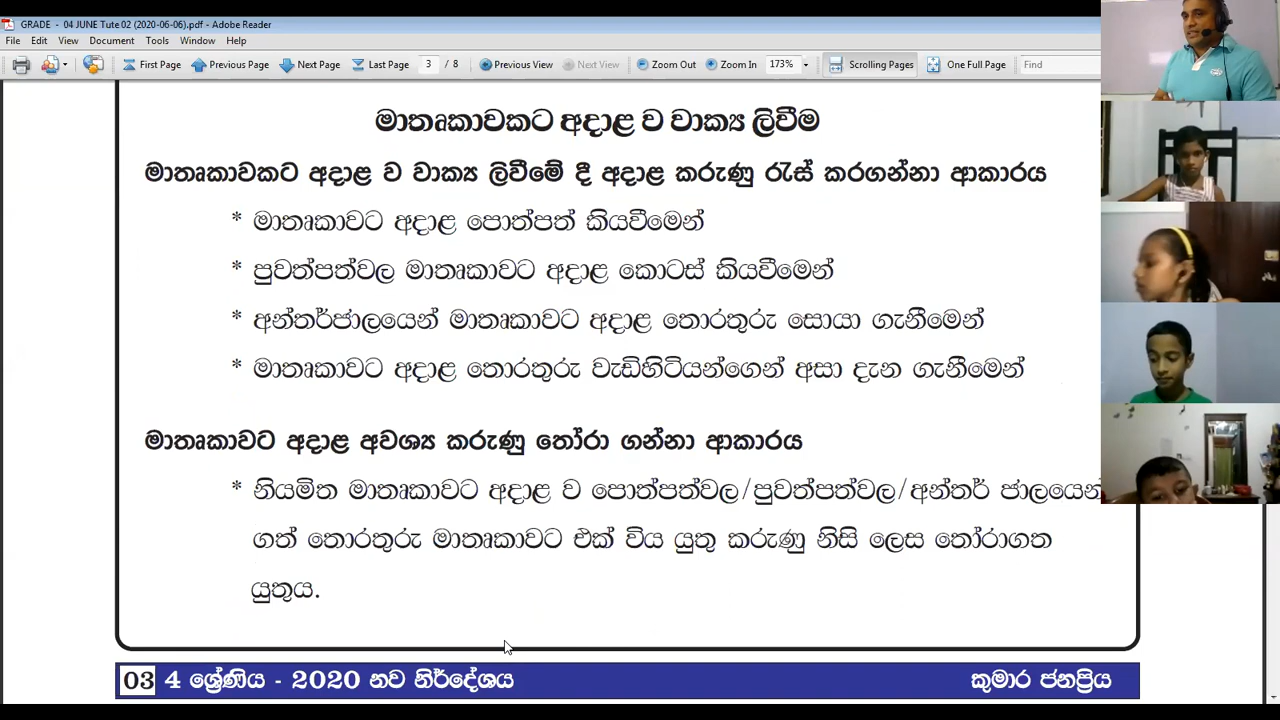 GRADE - 04 JUNE Tute 02 (2020-06-06).pdf - Adobe Reader
File Edit View Document Tools Window Help
First Page Previous Page Next Page Last Page 3 / 8 Previous View Next View Zoom Out Zoom In 173% Scrolling Pages One Full Page Find
මාතෘකාවකට අදාළ ව වාක්‍ය ලිවීම
මාතෘකාවකට අදාළ ව වාක්‍ය ලිවීමේ දී අදාළ කරුණු රැස් කරගන්නා ආකාරය
* මාතෘකාවට අදාළ පොත්පත් කියවීමෙන්
* පුවත්පත්වල මාතෘකාවට අදාළ කොටස් කියවීමෙන්
* අන්තර්ජාලයෙන් මාතෘකාවට අදාළ තොරතුරු සොයා ගැනීමෙන්
* මාතෘකාවට අදාළ තොරතුරු වැඩිහිටියන්ගෙන් අසා දැන ගැනීමෙන්
මාතෘකාවට අදාළ අවශ්‍ය කරුණු තෝරා ගන්නා ආකාරය
* නියමිත මාතෘකාවට අදාළ ව පොත්පත්වල/පුවත්පත්වල/අන්තර් ජාලයෙන්
ගත් තොරතුරු මාතෘකාවට එක් විය යුතු කරුණු නිසි ලෙස තෝරාගත
යුතුය.
03 4 ශ්‍රේණිය - 2020 නව නිර්දේශය කුමාර ජනප්‍රිය